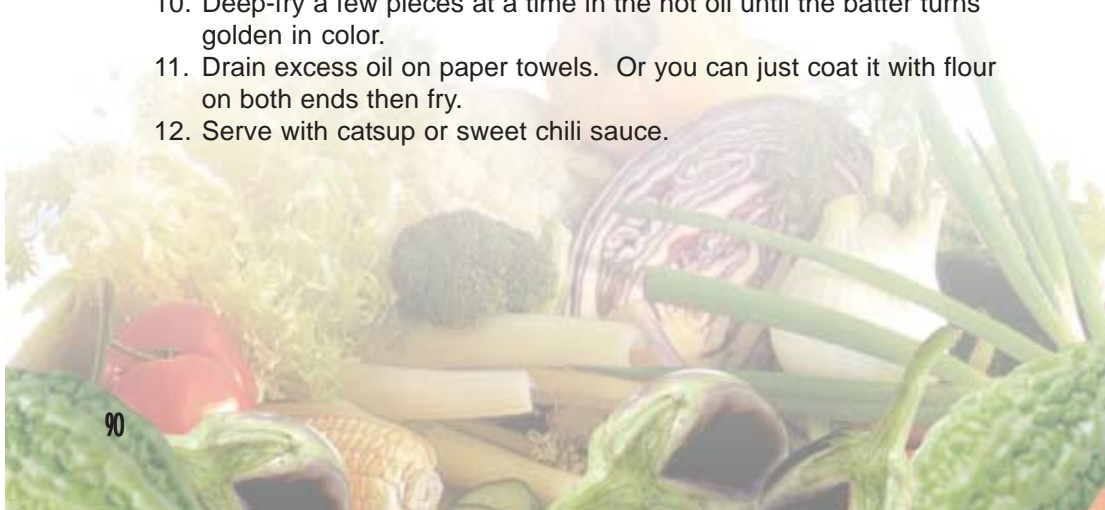 10. Deep-fry a few pieces at a time in the hot oil until the batter turns
golden in color.
11. Drain excess oil on paper towels.  Or you can just coat it with flour
on both ends then fry.
12. Serve with catsup or sweet chili sauce.
90